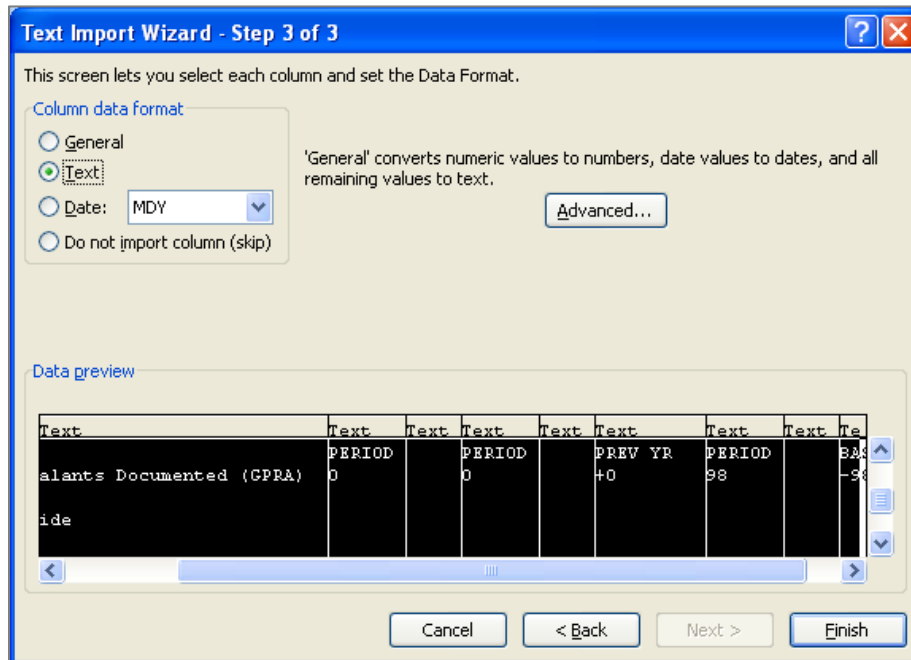 Text Import Wizard - Step 3 of 3
This screen lets you select each column and set the Data Format.
Column data format
General
Text
Date: MDY
Do not import column (skip)
'General' converts numeric values to numbers, date values to dates, and all
remaining values to text.
Advanced...
Data preview
Text Text Text Text Text Text Text Text Te
PERIOD PERIOD PREV YR PERIOD BAS
alants Documented (GPRA) 0 0 +0 98 -98
ide
Cancel < Back Next > Finish